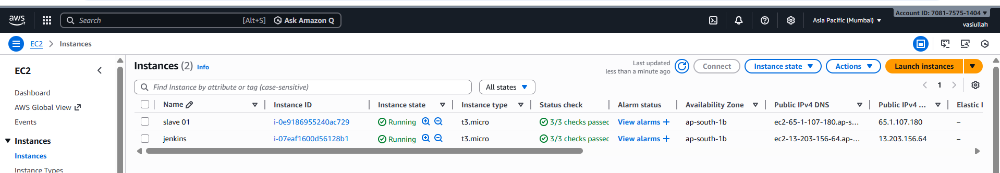 aws
Search [Alt+S] Ask Amazon Q
Asia Pacific (Mumbai)
Account ID: 7081-7575-1404
vasiullah
EC2 > Instances
EC2
Dashboard
AWS Global View
Events
Instances
Instances
Instance Types
Instances (2) Info
Last updated
less than a minute ago
Connect
Instance state
Actions
Launch instances
Find Instance by attribute or tag (case-sensitive)
All states
1
Name Instance ID Instance state Instance type Status check Alarm status Availability Zone Public IPv4 DNS Public IPv4 ... Elastic I
slave 01 i-0e9186955240ac729 Running t3.micro 3/3 checks passed View alarms + ap-south-1b ec2-65-1-107-180.ap-s... 65.1.107.180 –
jenkins i-07eaf1600d56128b1 Running t3.micro 3/3 checks passed View alarms + ap-south-1b ec2-13-203-156-64.ap-... 13.203.156.64 –